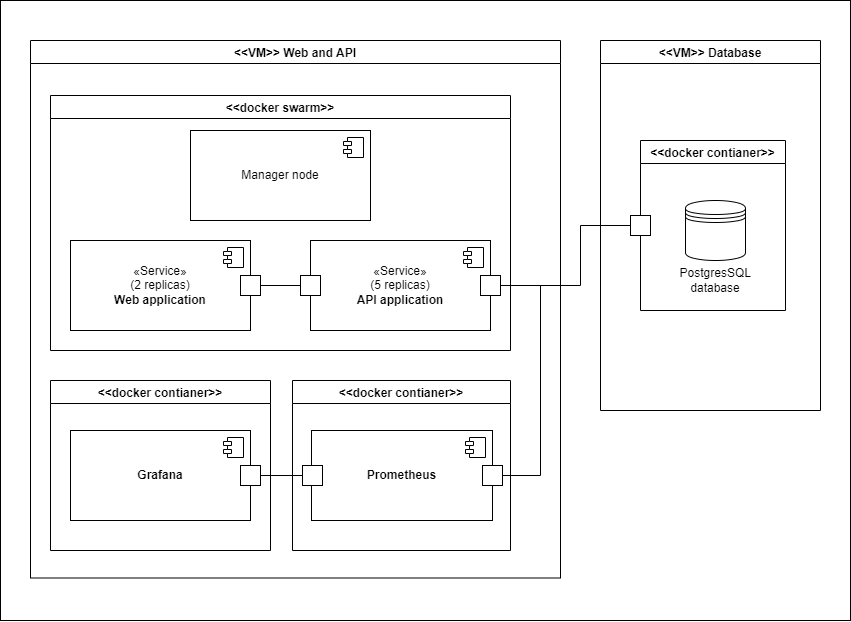 <<VM>> Web and API
<<VM>> Database
<<docker swarm>>
Manager node
<<docker contianer>>
«Service»
(2 replicas)
Web application
«Service»
(5 replicas)
API application
PostgresSQL
database
<<docker contianer>>
<<docker contianer>>
Grafana
Prometheus